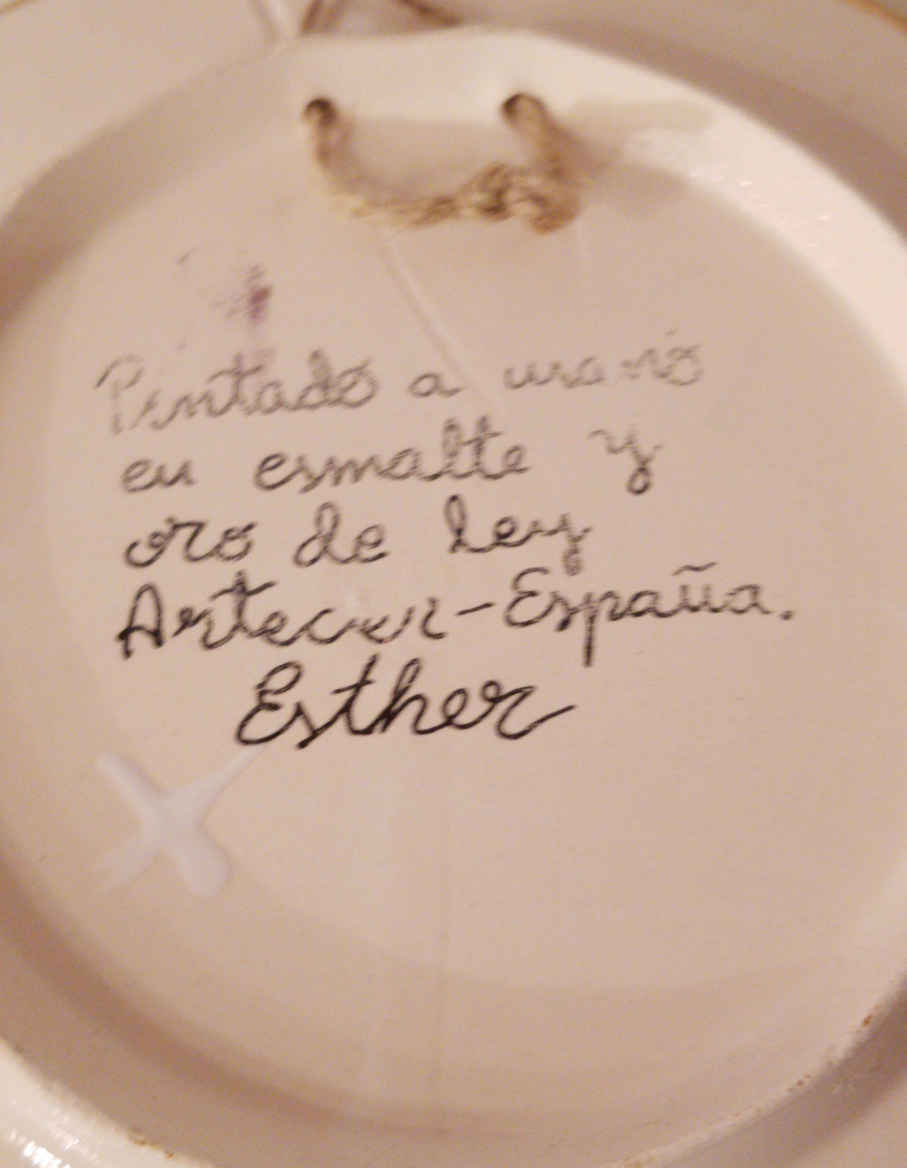 Pintado a mano
en esmalte y
oro de ley
Artecer-España.
Esther